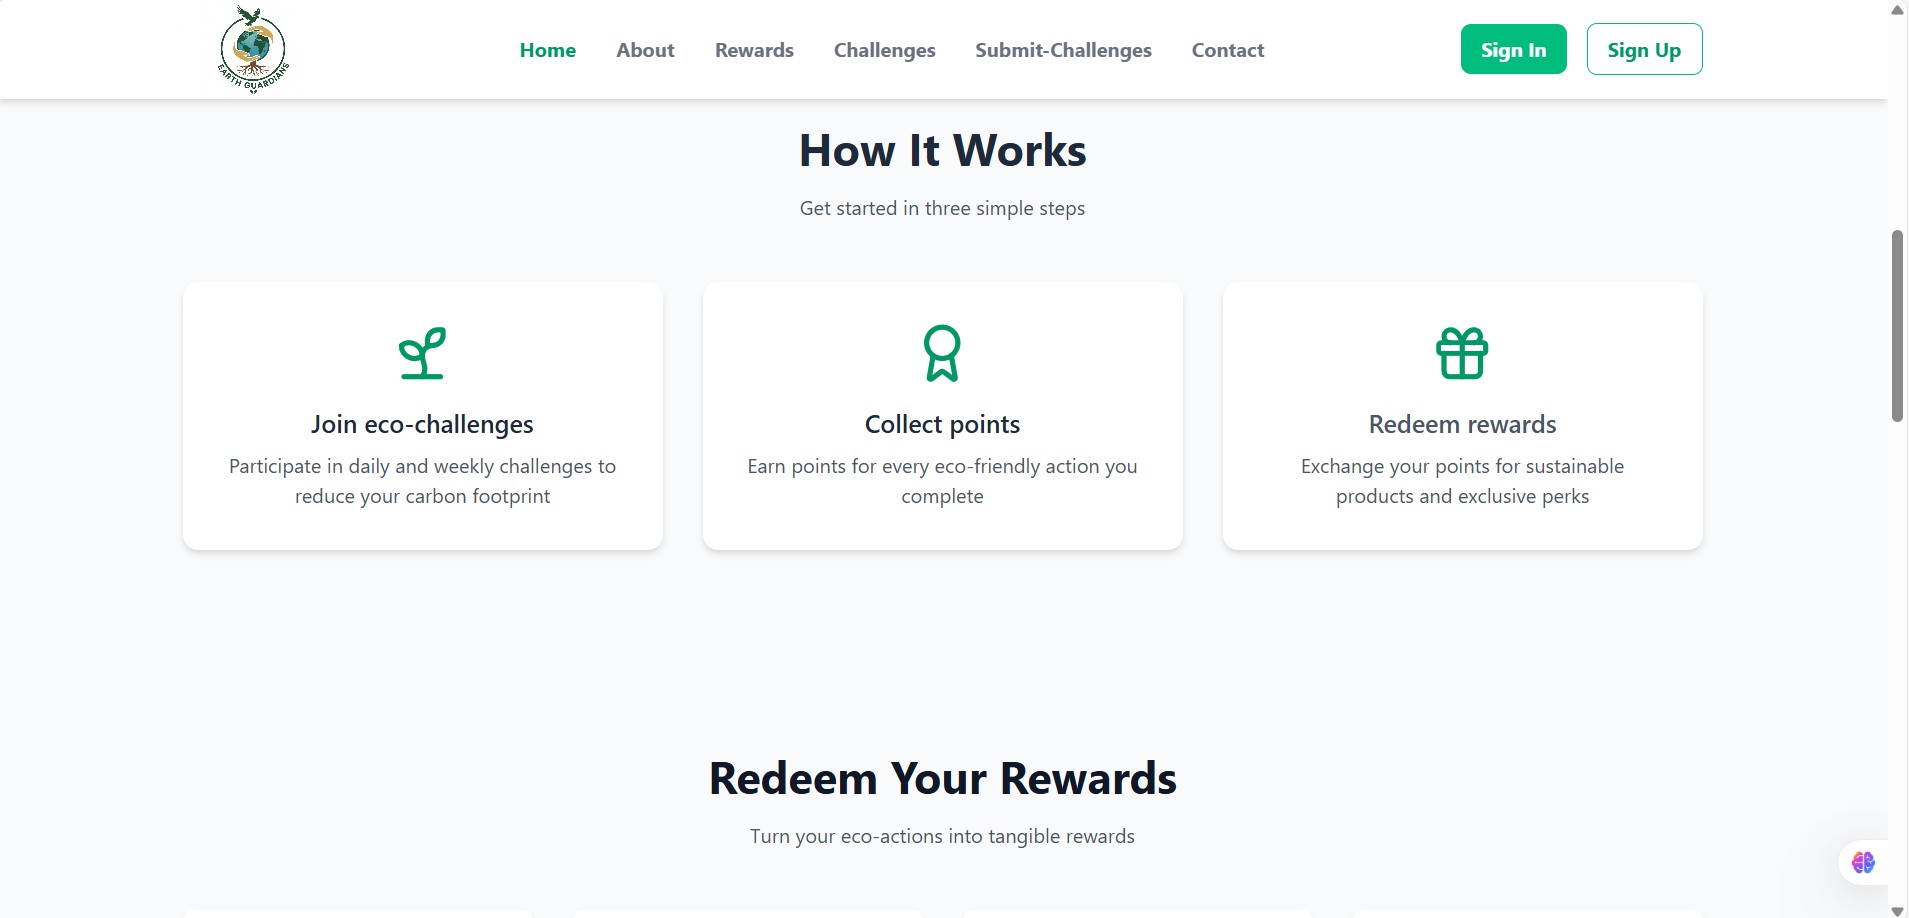 EARTH GUARDIANS
Home
About
Rewards
Challenges
Submit-Challenges
Contact
Sign In
Sign Up
How It Works
Get started in three simple steps
Join eco-challenges
Participate in daily and weekly challenges to
reduce your carbon footprint
Collect points
Earn points for every eco-friendly action you
complete
Redeem rewards
Exchange your points for sustainable
products and exclusive perks
Redeem Your Rewards
Turn your eco-actions into tangible rewards